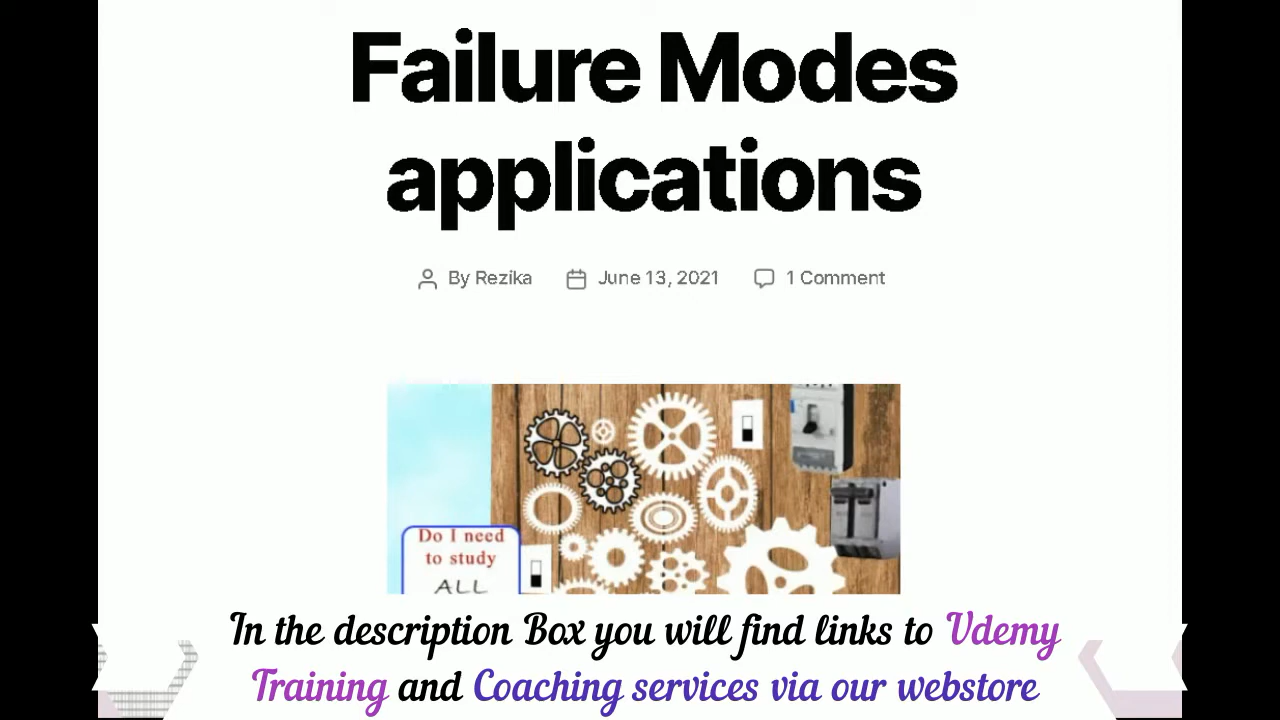 Failure Modes
applications
By Rezika June 13, 2021 1 Comment
Do I need
to study
ALL
In the description Box you will find links to Udemy
Training and Coaching services via our webstore